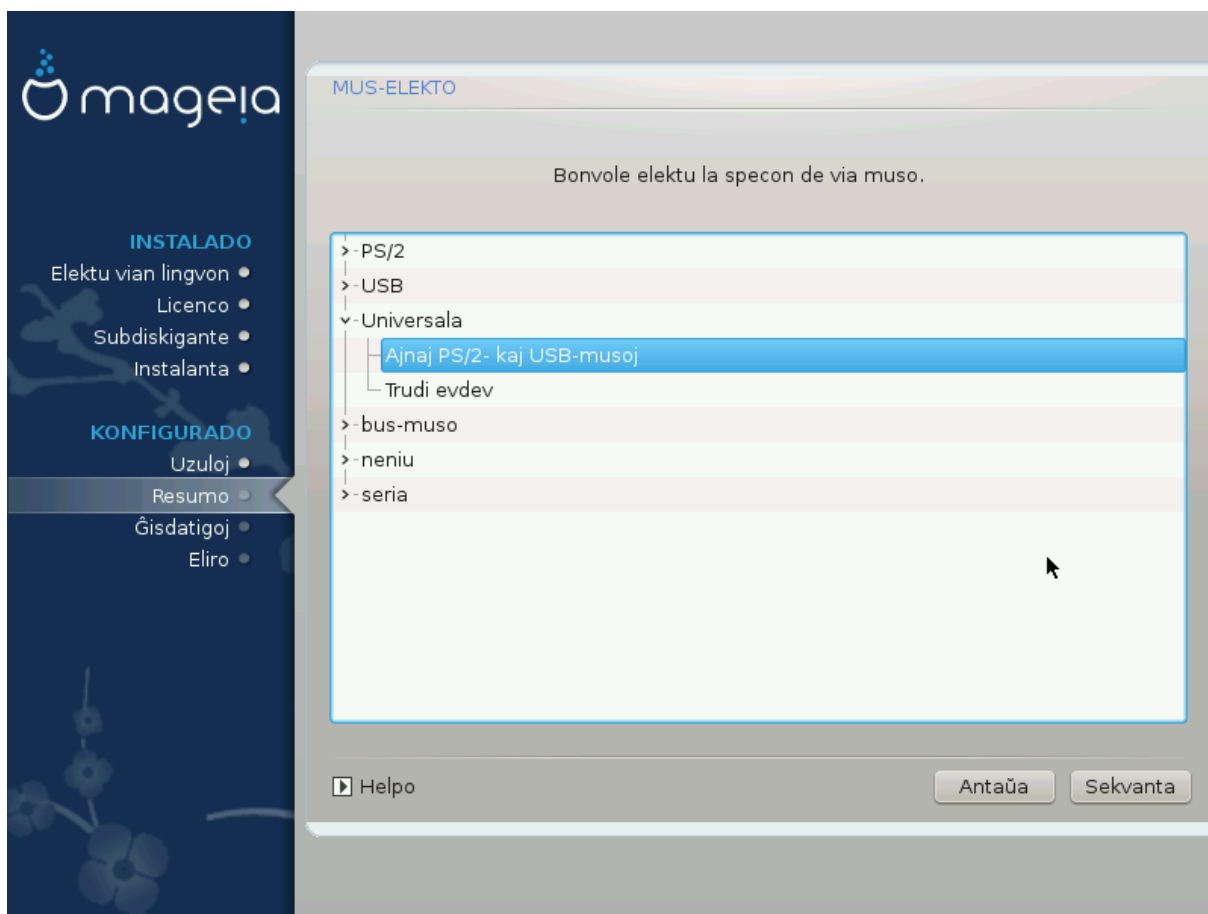 mageia
INSTALADO
Elektu vian lingvon
Licenco
Subdiskigante
Instalanta
KONFIGURADO
Uzuloj
Resumo
Ĝisdatigoj
Eliro
MUS-ELEKTO
Bonvole elektu la specon de via muso.
PS/2
USB
Universala
Ajnaj PS/2- kaj USB-musoj
Trudi evdev
bus-muso
neniu
seria
Helpo
Antaŭa
Sekvanta